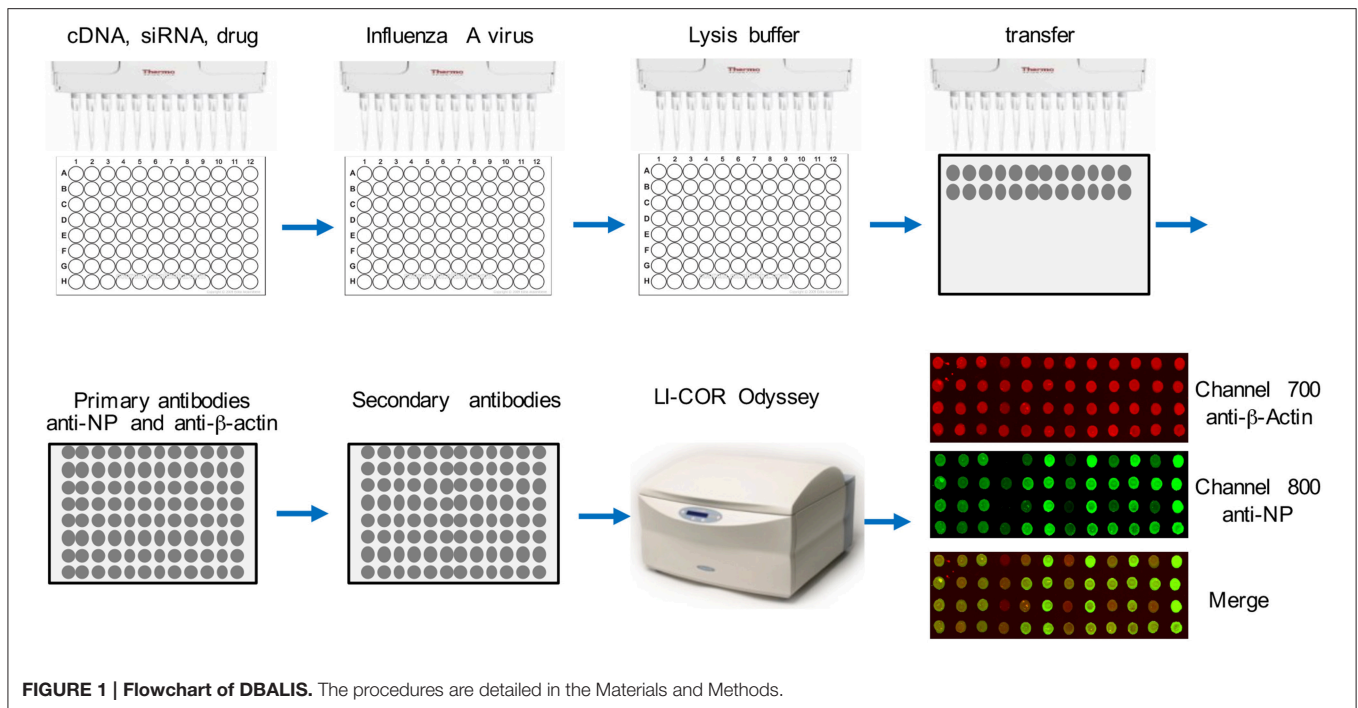 cDNA, siRNA, drug
Influenza A virus
Lysis buffer
transfer
Thermo
Thermo
Thermo
Thermo
1 2 3 4 5 6 7 8 9 10 11 12
A
B
C
D
E
F
G
H
1 2 3 4 5 6 7 8 9 10 11 12
A
B
C
D
E
F
G
H
1 2 3 4 5 6 7 8 9 10 11 12
A
B
C
D
E
F
G
H
Primary antibodies
anti-NP and anti-β-actin
Secondary antibodies
LI-COR Odyssey
Channel 700
anti-β-Actin
Channel 800
anti-NP
Merge
FIGURE 1 | Flowchart of DBALIS. The procedures are detailed in the Materials and Methods.